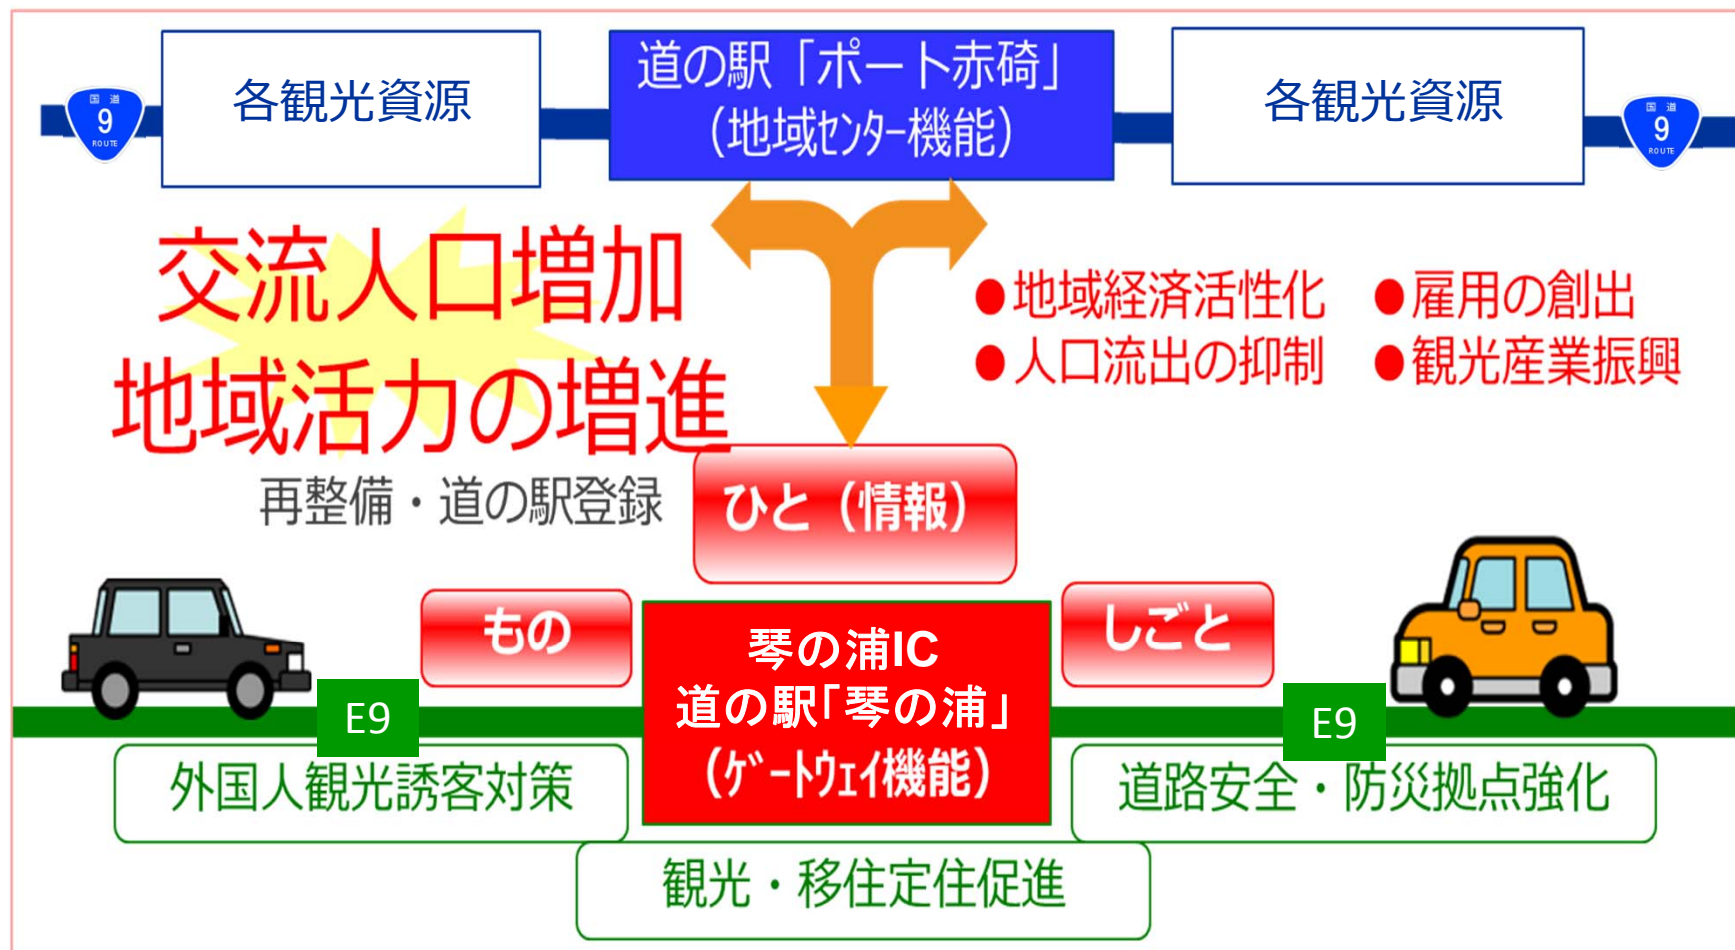 国道
9
ROUTE
各観光資源
道の駅「ポート赤碕」
（地域ｾﾝﾀｰ機能）
各観光資源
国道
9
ROUTE
交流人口増加
地域活力の増進
再整備・道の駅登録
●地域経済活性化
●雇用の創出
●人口流出の抑制
●観光産業振興
ひと（情報）
もの
しごと
琴の浦IC
道の駅「琴の浦」
（ｹﾞｰﾄｳｪｲ機能）
E9
E9
外国人観光誘客対策
道路安全・防災拠点強化
観光・移住定住促進